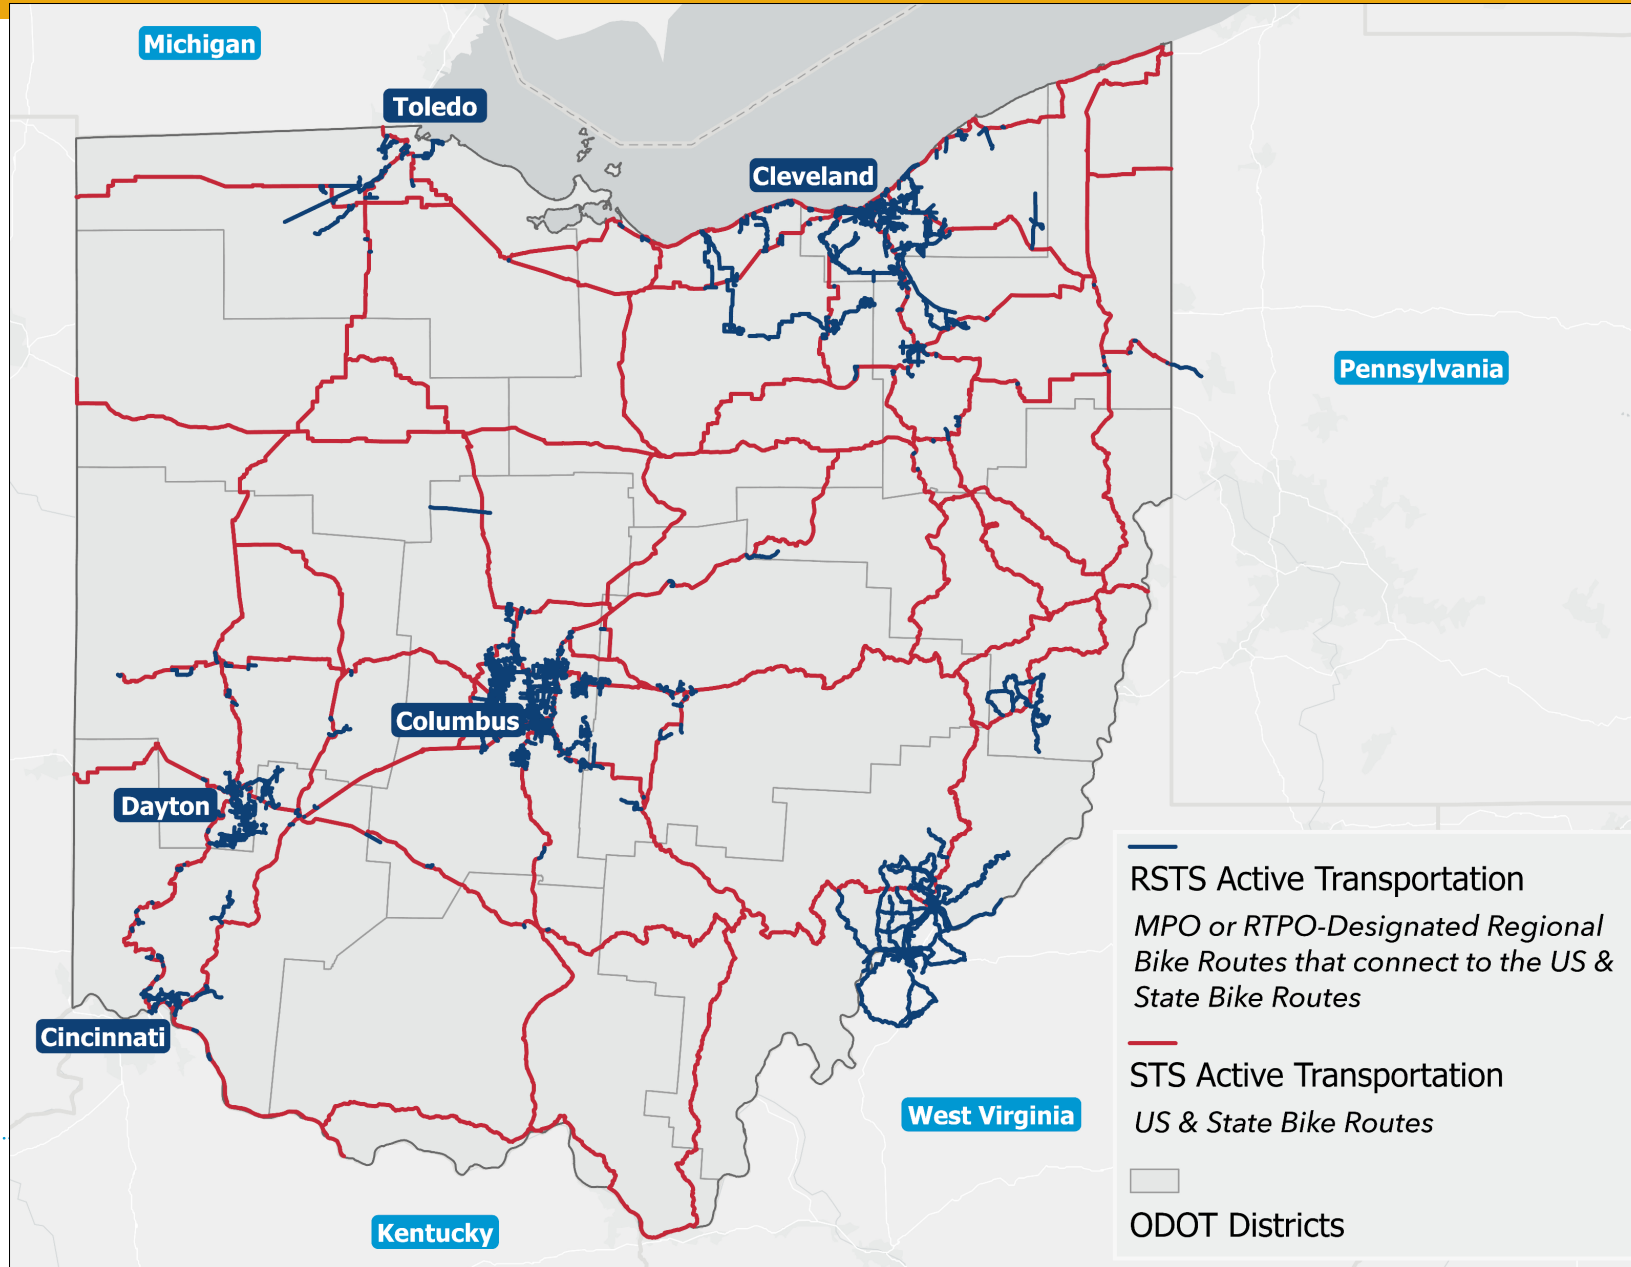 Michigan
Toledo
Cleveland
Pennsylvania
Columbus
Dayton
Cincinnati
West Virginia
Kentucky
RSTS Active Transportation
MPO or RTPO-Designated Regional
Bike Routes that connect to the US &
State Bike Routes
STS Active Transportation
US & State Bike Routes
ODOT Districts